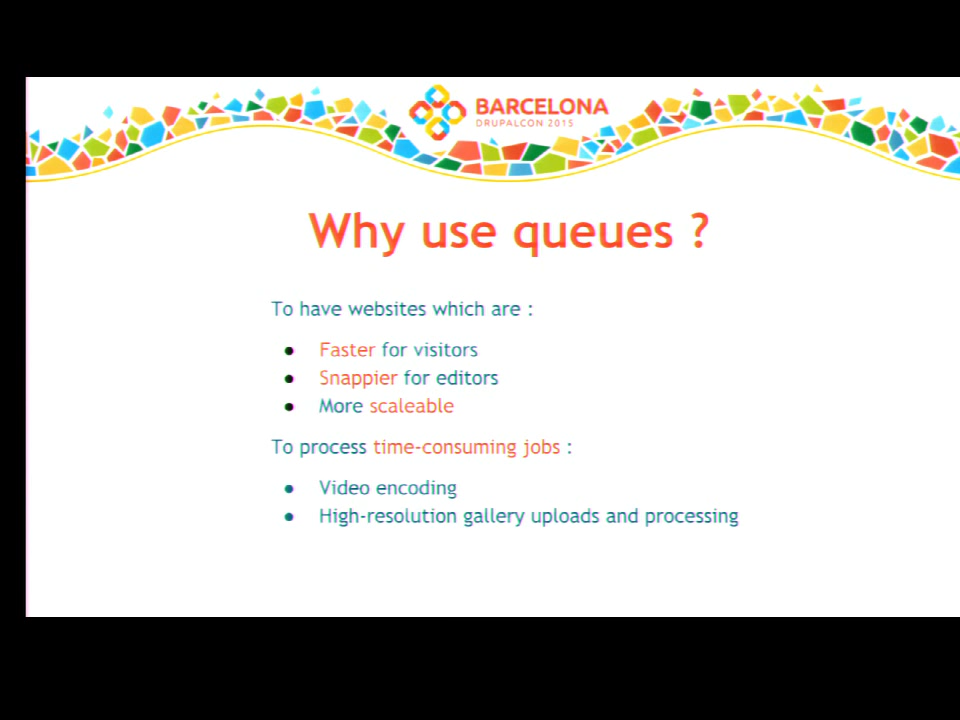 BARCELONA
DRUPALCON 2015
Why use queues ?
To have websites which are :
● Faster for visitors
● Snappier for editors
● More scaleable
To process time-consuming jobs :
● Video encoding
● High-resolution gallery uploads and processing